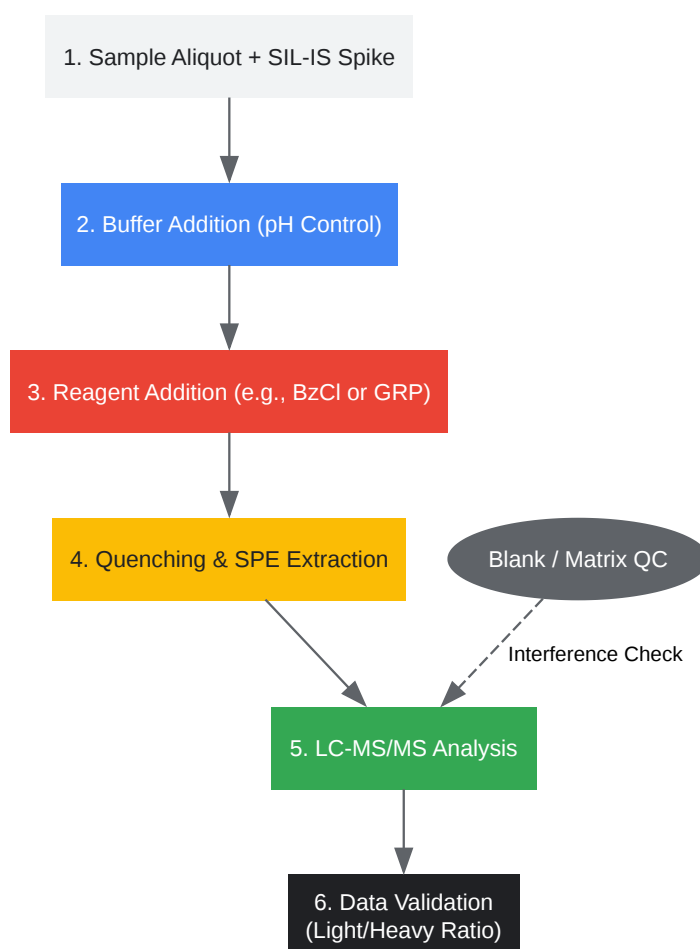 1. Sample Aliquot + SIL-IS Spike
2. Buffer Addition (pH Control)
3. Reagent Addition (e.g., BzCl or GRP)
4. Quenching & SPE Extraction
Blank / Matrix QC
Interference Check
5. LC-MS/MS Analysis
6. Data Validation
(Light/Heavy Ratio)